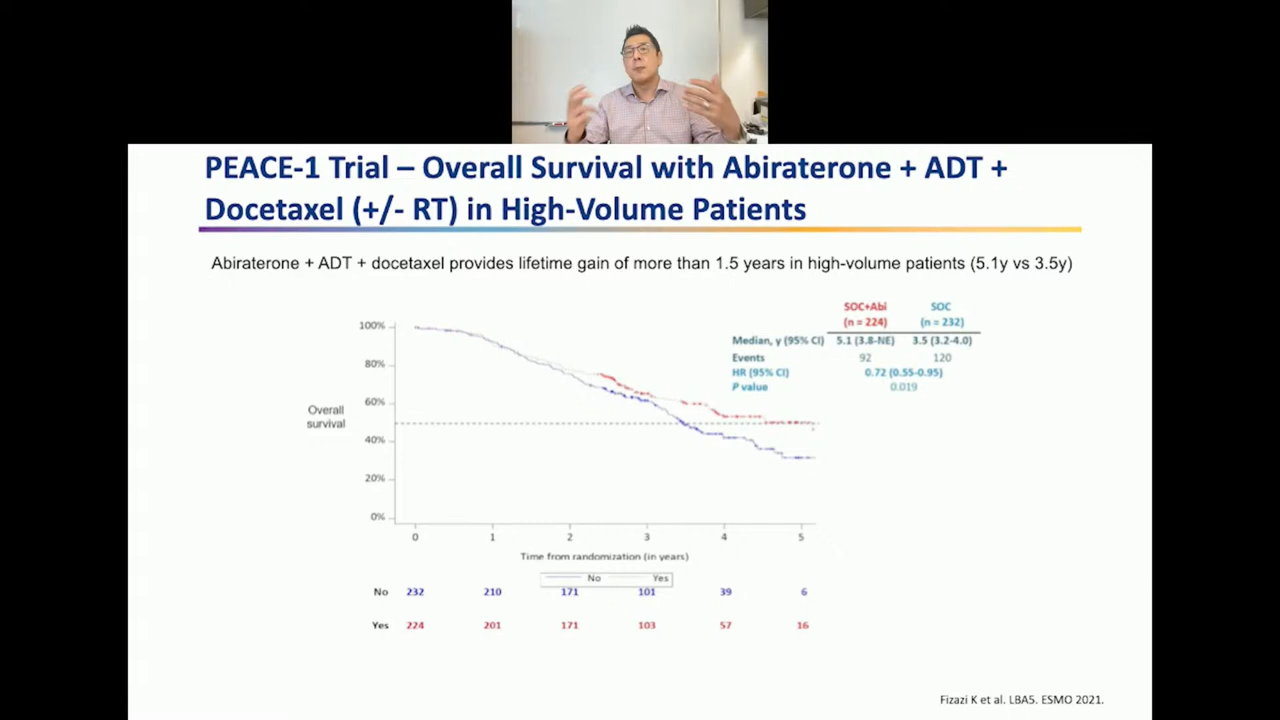 PEACE-1 Trial – Overall Survival with Abiraterone + ADT +
Docetaxel (+/- RT) in High-Volume Patients
Abiraterone + ADT + docetaxel provides lifetime gain of more than 1.5 years in high-volume patients (5.1y vs 3.5y)
SOC+Abi SOC
(n = 224) (n = 232)
Median, y (95% CI) 5.1 (3.8-NE) 3.5 (3.2-4.0)
Events 92 120
HR (95% CI) 0.72 (0.55-0.95)
P value 0.019
100%
80%
60%
Overall
survival
40%
20%
0%
0 1 2 3 4 5
Time from randomization (in years)
No Yes
No 232 210 171 101 39 6
Yes 224 201 171 103 57 16
Fizazi K et al. LBA5. ESMO 2021.